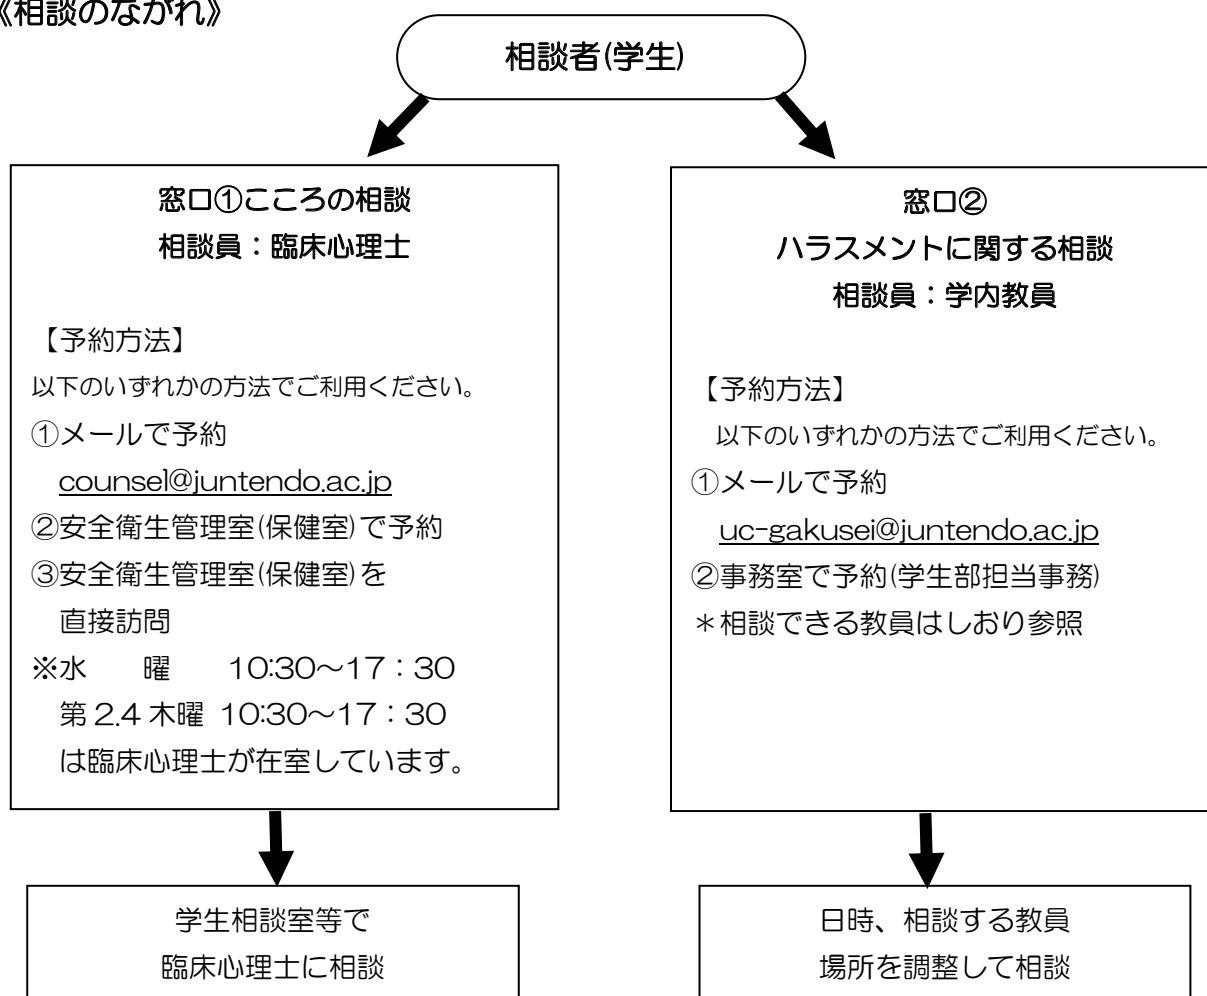 《相談のながれ》
相談者(学生)
窓口①こころの相談
相談員：臨床心理士
【予約方法】
以下のいずれかの方法でご利用ください。
①メールで予約
counsel@juntendo.ac.jp
②安全衛生管理室(保健室)で予約
③安全衛生管理室(保健室)を
直接訪問
※水　　曜　　10:30～17：30
第 2.4 木曜 10:30～17：30
は臨床心理士が在室しています。
学生相談室等で
臨床心理士に相談
窓口②
ハラスメントに関する相談
相談員：学内教員
【予約方法】
以下のいずれかの方法でご利用ください。
①メールで予約
uc-gakusei@juntendo.ac.jp
②事務室で予約(学生部担当事務)
＊相談できる教員はしおり参照
日時、相談する教員
場所を調整して相談